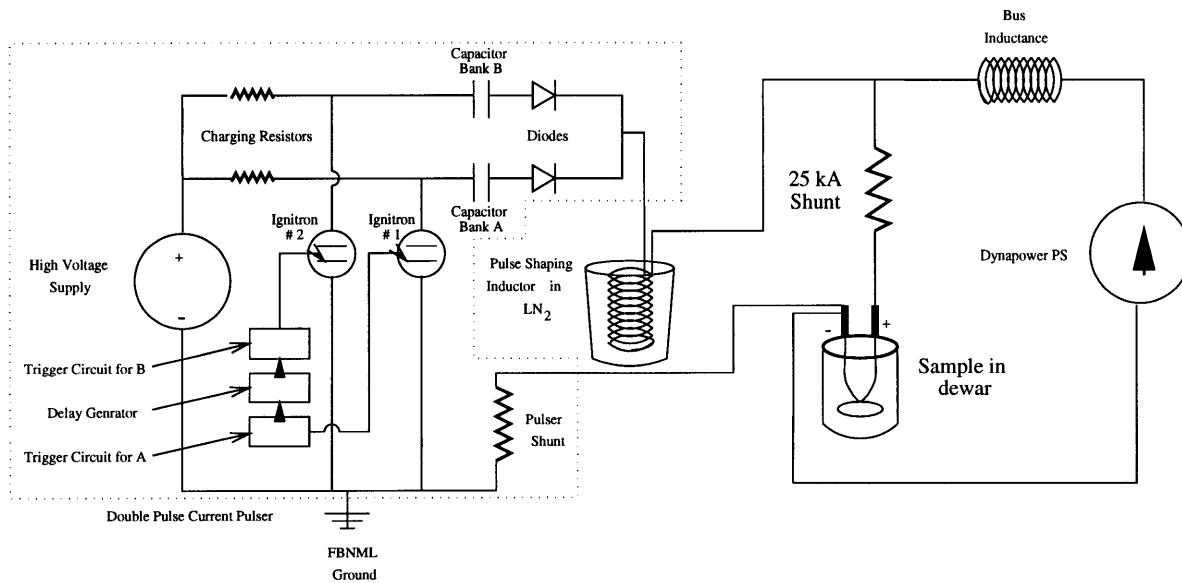 Bus
Inductance
Capacitor
Bank B
Charging Resistors
Diodes
25 kA
Shunt
Capacitor
Bank A
Ignitron
# 2
Ignitron
# 1
+
High Voltage
Supply
-
Pulse Shaping
Inductor in
LN2
Dynapower PS
- +
Sample in
dewar
Trigger Circuit for B
Delay Genrator
Trigger Circuit for A
Pulser
Shunt
Double Pulse Current Pulser
FBNML
Ground